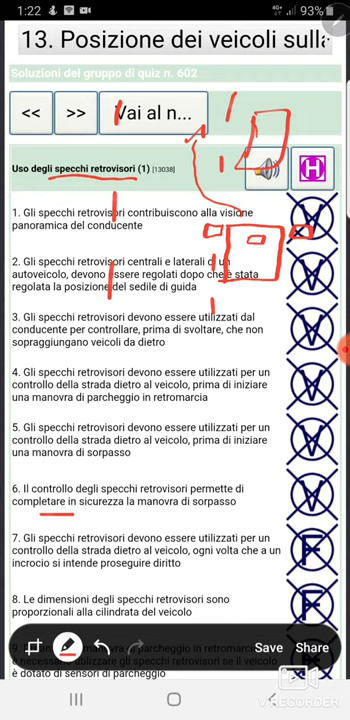 1:22
4G+
93%
13. Posizione dei veicoli sulla
Soluzioni del gruppo di quiz n. 602
<<
>>
Vai al n...
Uso degli specchi retrovisori (1) [13038]
H
1. Gli specchi retrovisori contribuiscono alla visione
panoramica del conducente
V
2. Gli specchi retrovisori centrali e laterali di un
autoveicolo, devono essere regolati dopo che è stata
regolata la posizione del sedile di guida
V
3. Gli specchi retrovisori devono essere utilizzati dal
conducente per controllare, prima di svoltare, che non
sopraggiungano veicoli da dietro
V
4. Gli specchi retrovisori devono essere utilizzati per un
controllo della strada dietro al veicolo, prima di iniziare
una manovra di parcheggio in retromarcia
V
5. Gli specchi retrovisori devono essere utilizzati per un
controllo della strada dietro al veicolo, prima di iniziare
una manovra di sorpasso
V
6. Il controllo degli specchi retrovisori permette di
completare in sicurezza la manovra di sorpasso
V
7. Gli specchi retrovisori devono essere utilizzati per un
controllo della strada dietro al veicolo, ogni volta che a un
incrocio si intende proseguire diritto
F
8. Le dimensioni degli specchi retrovisori sono
proporzionali alla cilindrata del veicolo
F
Save
Share
parcheggio in retromarcia
utilizzare gli specchi retrovisori se il veicolo
è dotato di sensori di parcheggio
RECORDER